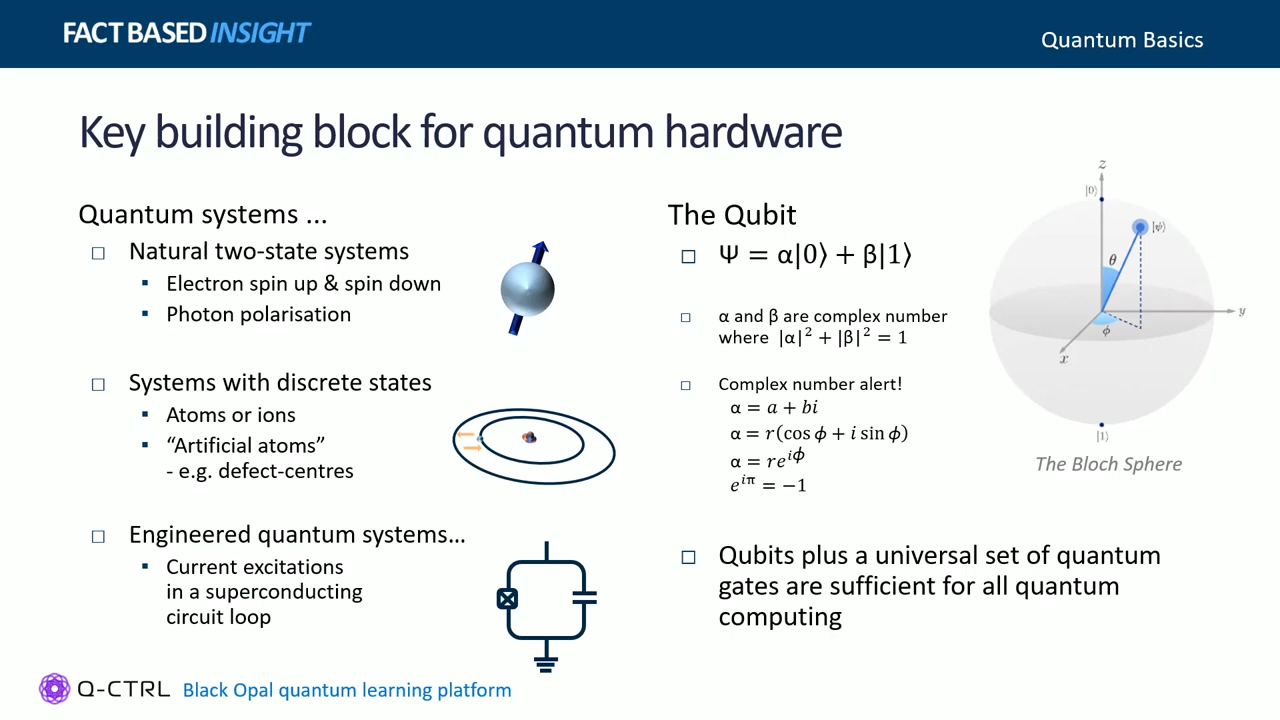 FACT BASED INSIGHT
Quantum Basics
Key building block for quantum hardware
Quantum systems ...
Natural two-state systems
Electron spin up & spin down
Photon polarisation
Systems with discrete states
Atoms or ions
“Artificial atoms”
- e.g. defect-centres
Engineered quantum systems…
Current excitations
in a superconducting
circuit loop
The Qubit
Ψ = α|0⟩ + β|1⟩
α and β are complex number
where |α|² + |β|² = 1
Complex number alert!
α = a + bi
α = r(cos ϕ + i sin ϕ)
α = re^{iϕ}
e^{iπ} = −1
Qubits plus a universal set of quantum
gates are sufficient for all quantum
computing
z
|0⟩
|ψ⟩
θ
y
ϕ
x
|1⟩
The Bloch Sphere
Q-CTRL Black Opal quantum learning platform